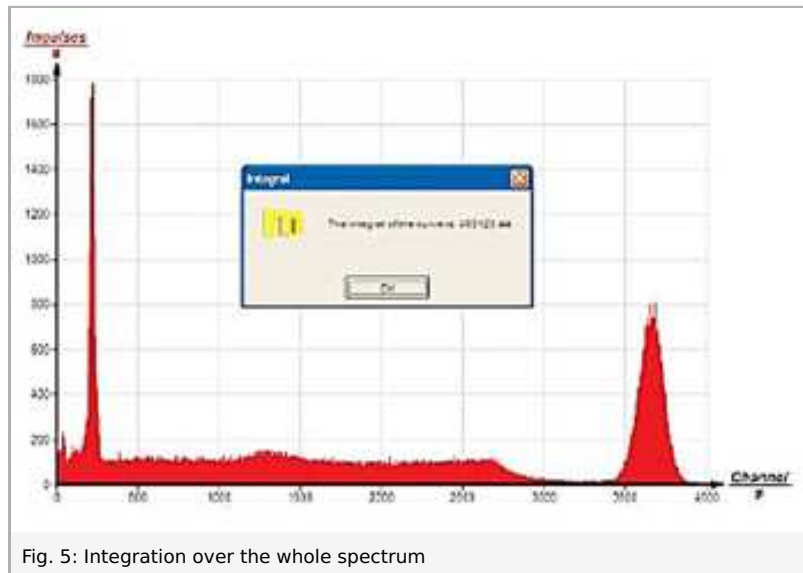 Impulses
1800
1600
1400
1200
1000
800
600
400
200
0
Integral
The integral of the curve is
OK
0 500 1000 1500 2000 2500 3000 3500 4000
Channel
#
Fig. 5: Integration over the whole spectrum